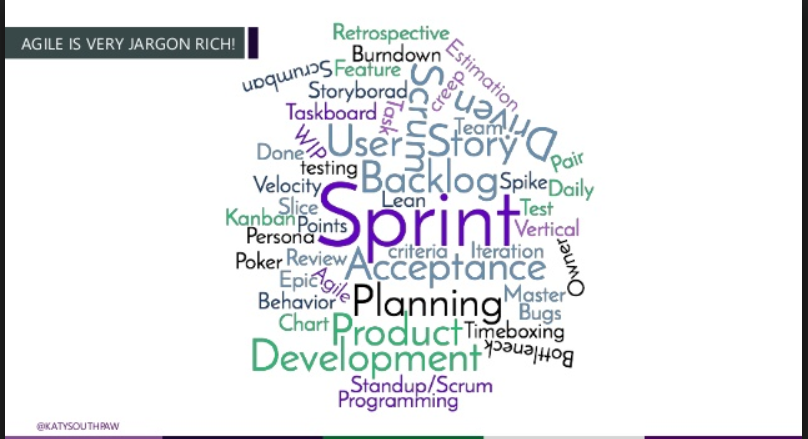 AGILE IS VERY JARGON RICH!
Retrospective
Burndown
Estimation
Scrumban
Feature
Scrum
creep
Driven
Storyborad
Taskboard
Task
Team
WIP
User
Story
Done
testing
Backlog
Pair
Velocity
Spike
Daily
Lean
Slice
Sprint
Test
Kanban
Points
Vertical
Persona
criteria
Iteration
Owner
Poker
Review
Acceptance
Epic
Agile
Planning
Master
Behavior
Bugs
Chart
Product
Timeboxing
Development
Bottleneck
Standup/Scrum
Programming
@KATYSOUTHPAW